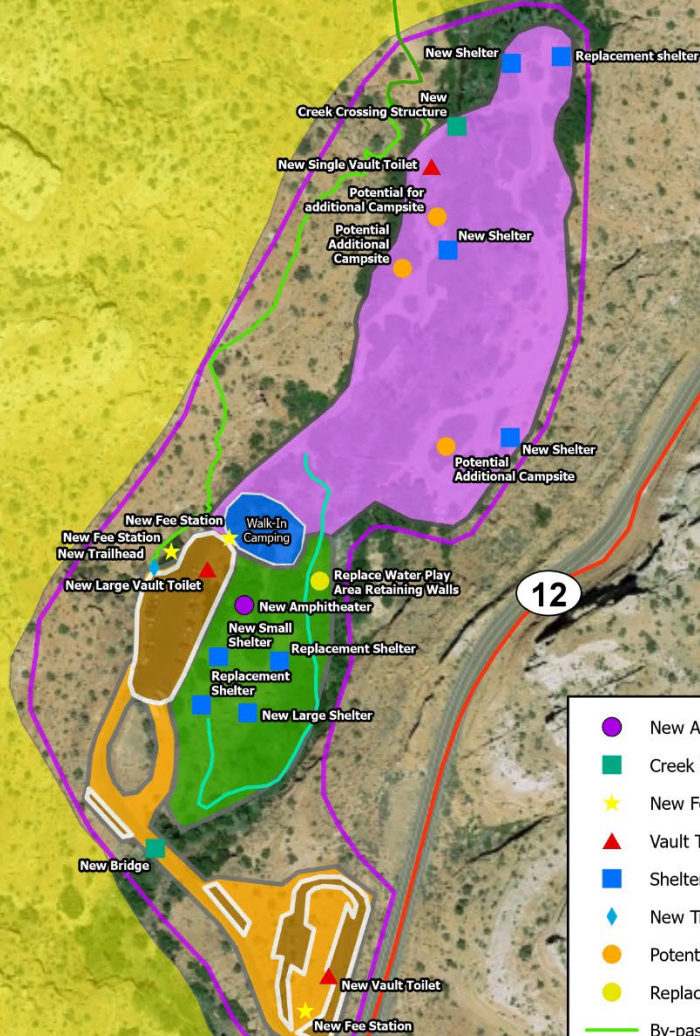 New Shelter
Replacement shelter
New
Creek Crossing Structure
New Single Vault Toilet
Potential for
additional Campsite
Potential
Additional
Campsite
New Shelter
New Shelter
Potential
Additional Campsite
New Fee Station
Walk-In
Camping
New Fee Station
New Trailhead
New Large Vault Toilet
Replace Water Play
Area Retaining Walls
12
New Amphitheater
New Small
Shelter
Replacement Shelter
Replacement
Shelter
New Large Shelter
New Bridge
New Vault Toilet
New Fee Station
New A
Creek
New F
Vault T
Shelte
New T
Potent
Replac
By-pas